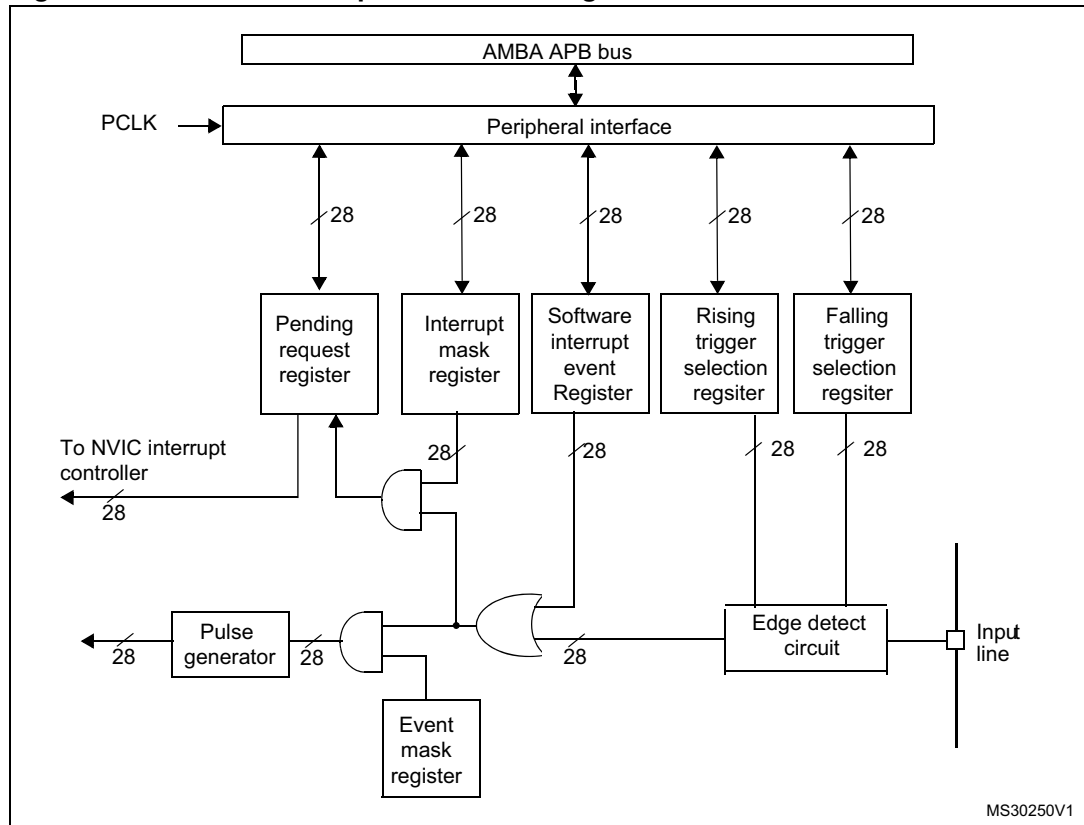 AMBA APB bus
PCLK
Peripheral interface
28
28
28
28
28
Pending
request
register
Interrupt
mask
register
Software
interrupt
event
Register
Rising
trigger
selection
regsiter
Falling
trigger
selection
regsiter
To NVIC interrupt
controller
28
28
28
28
28
Pulse
generator
28
28
28
Edge detect
circuit
Input
line
Event
mask
register
MS30250V1